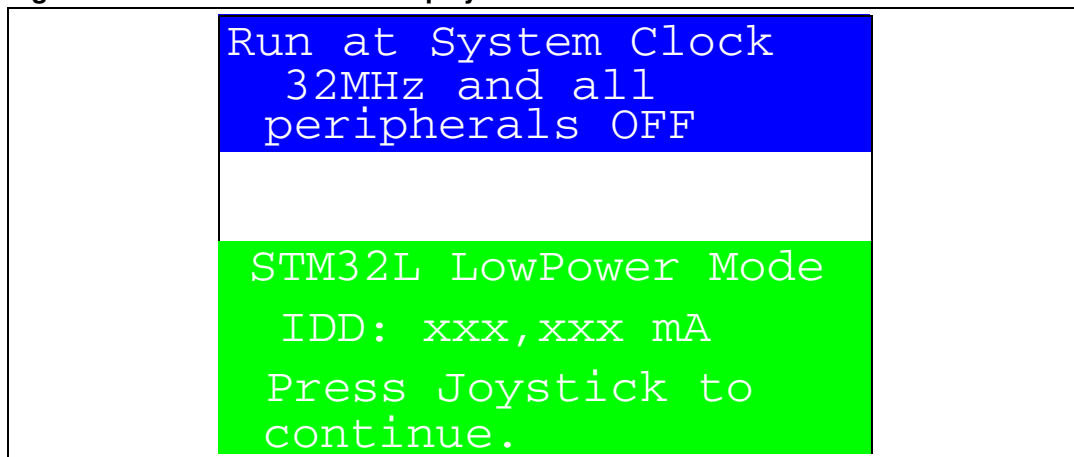 Run at System Clock
32MHz and all
peripherals OFF
STM32L LowPower Mode
IDD: xxx,xxx mA
Press Joystick to
continue.